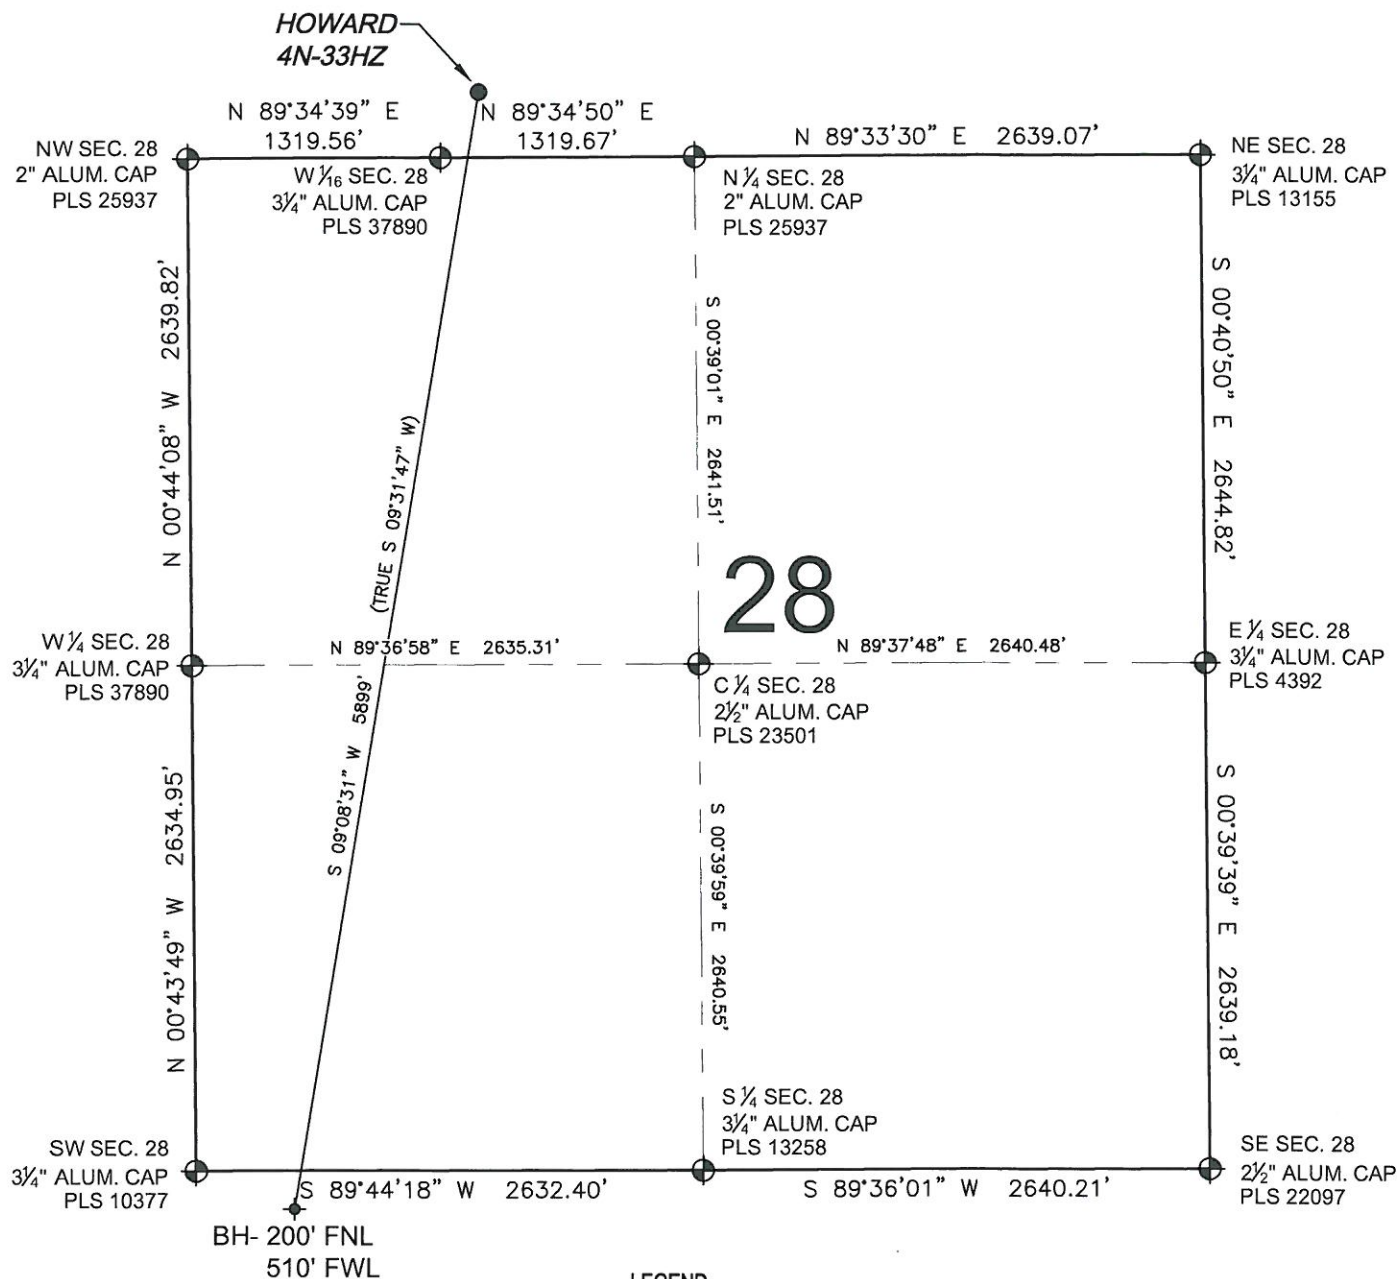 HOWARD
4N-33HZ
N 89°34'39" E
1319.56'
N 89°34'50" E
1319.67'
N 89°33'30" E 2639.07'
NW SEC. 28
2" ALUM. CAP
PLS 25937
W 1/16 SEC. 28
3¼" ALUM. CAP
PLS 37890
N ¼ SEC. 28
2" ALUM. CAP
PLS 25937
NE SEC. 28
3¼" ALUM. CAP
PLS 13155
N 00°44'08" W 2639.82'
(TRUE S 09°31'47" W)
S 00°39'01" E 2641.51'
S 00°40'50" E 2644.82'
28
W ¼ SEC. 28
3¼" ALUM. CAP
PLS 37890
N 89°36'58" E 2635.31'
N 89°37'48" E 2640.48'
E ¼ SEC. 28
3¼" ALUM. CAP
PLS 4392
C ¼ SEC. 28
2½" ALUM. CAP
PLS 23501
N 00°43'49" W 2634.95'
S 09°08'31" W 5899'
S 00°39'59" E 2640.55'
S 00°39'39" E 2639.18'
SW SEC. 28
3¼" ALUM. CAP
PLS 10377
S ¼ SEC. 28
3¼" ALUM. CAP
PLS 13258
SE SEC. 28
2½" ALUM. CAP
PLS 22097
S 89°44'18" W 2632.40'
S 89°36'01" W 2640.21'
BH- 200' FNL
510' FWL
LEGEND